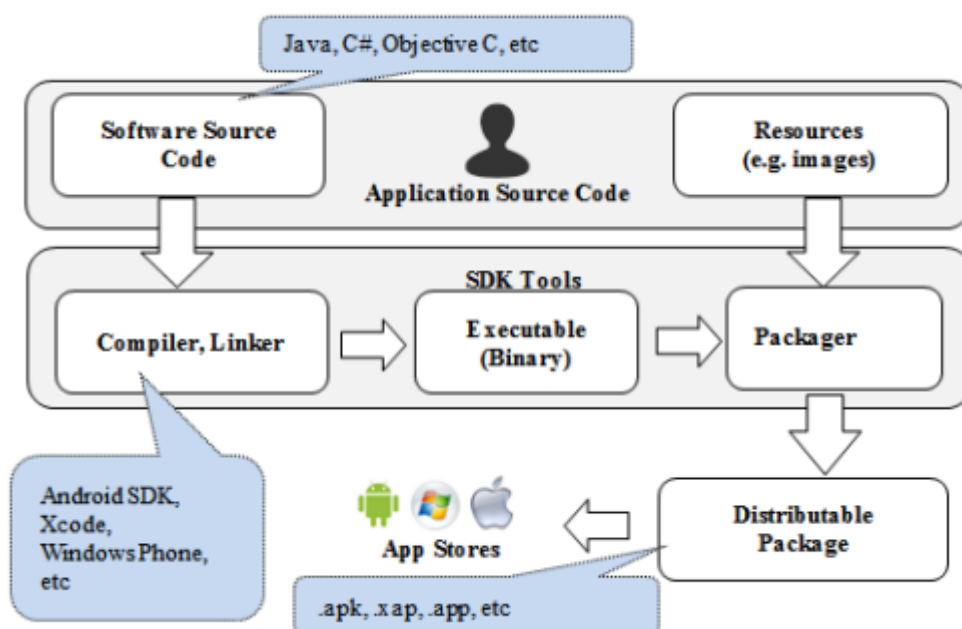 Java, C#, Objective C, etc
Software Source
Code
Resources
(e.g. images)
Application Source Code
SDK Tools
Compiler, Linker
Executable
(Binary)
Packager
Android SDK,
Xcode,
Windows Phone,
etc
App Stores
Distributable
Package
.apk, .xap, .app, etc